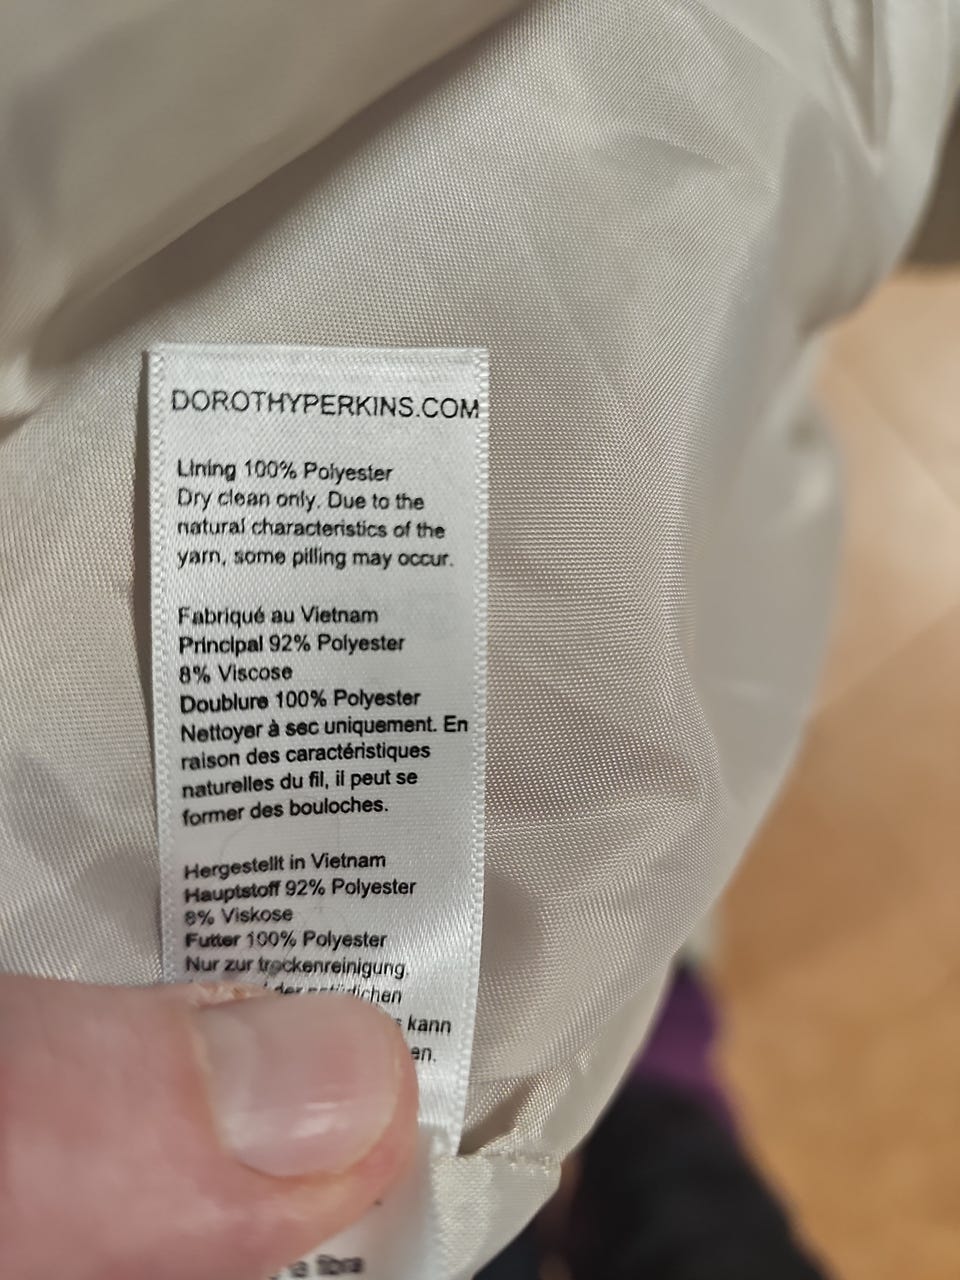 DOROTHYPERKINS.COM
Lining 100% Polyester
Dry clean only. Due to the
natural characteristics of the
yarn, some pilling may occur.
Fabriqué au Vietnam
Principal 92% Polyester
8% Viscose
Doublure 100% Polyester
Nettoyer à sec uniquement. En
raison des caractéristiques
naturelles du fil, il peut se
former des bouloches.
Hergestellt in Vietnam
Hauptstoff 92% Polyester
8% Viskose
Futter 100% Polyester
Nur zur trockenreinigung.
der
kann
fibra